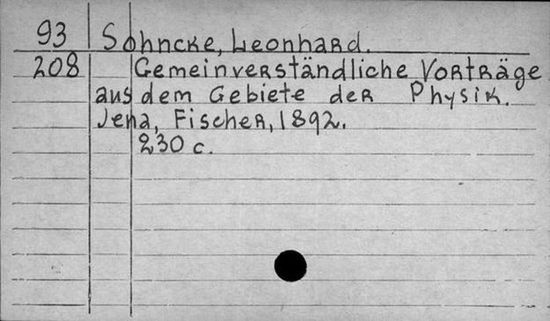 93 Sohncke, Leonhard.
208 Gemeinverständliche Vorträge
aus dem Gebiete der Physik.
Jena, Fischer, 1892.
230 c.